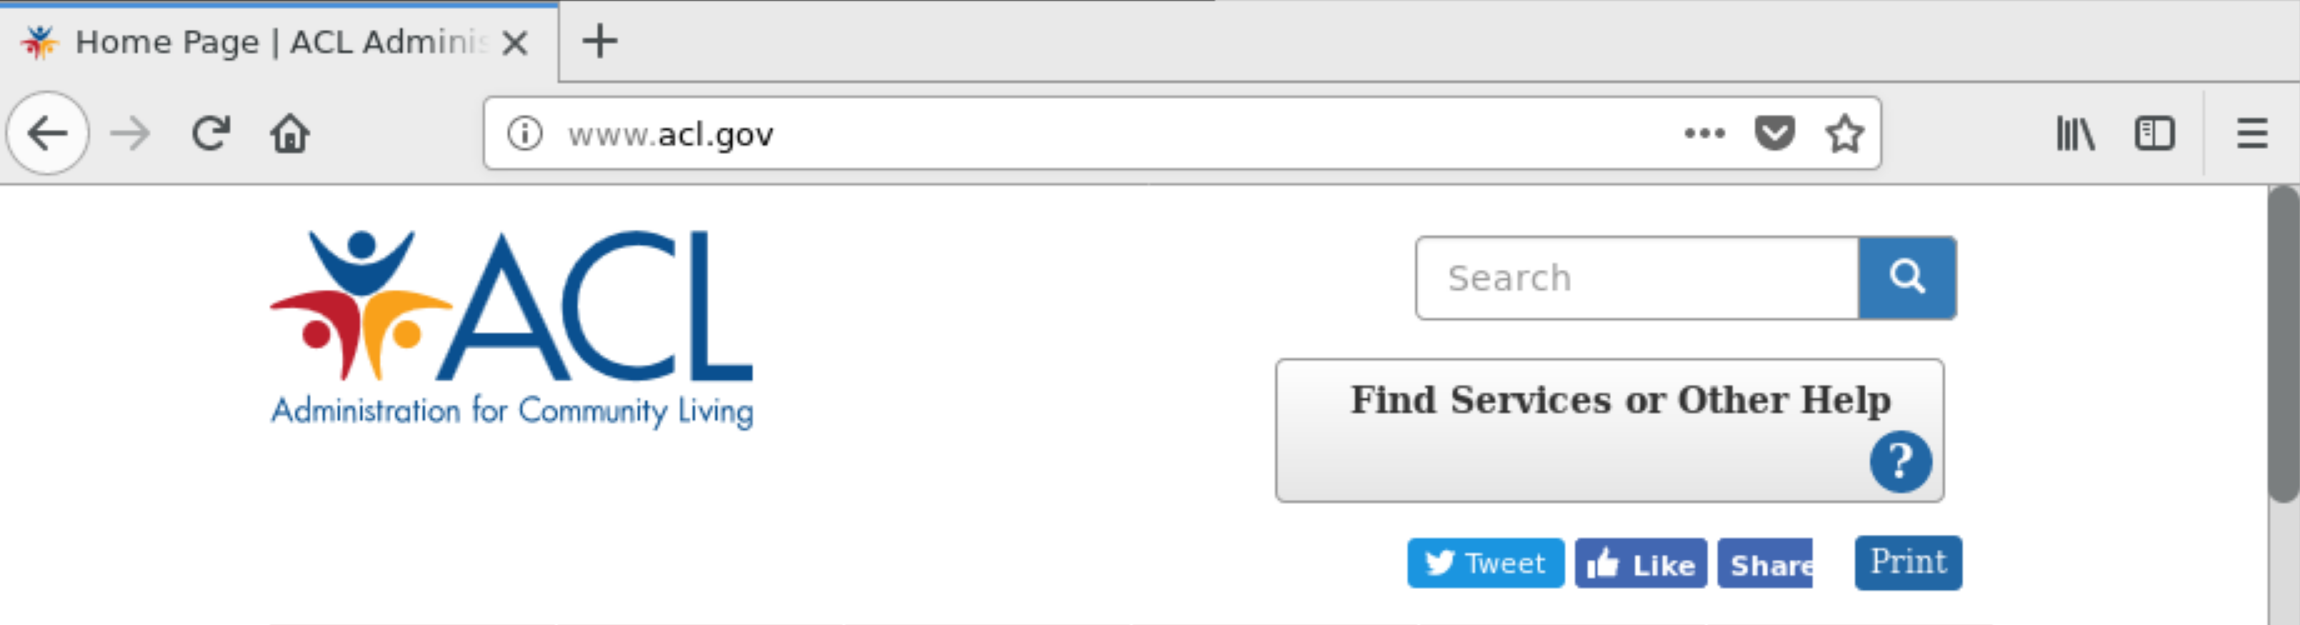 Home Page | ACL Adminis
www.acl.gov
ACL
Administration for Community Living
Search
Find Services or Other Help
?
Tweet
Like
Share
Print